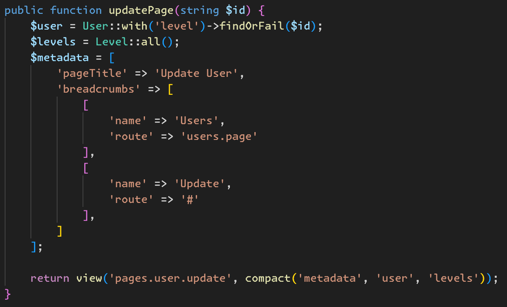 public function updatePage(string $id) {
    $user = User::with('level')->findOrFail($id);
    $levels = Level::all();
    $metadata = [
        'pageTitle' => 'Update User',
        'breadcrumbs' => [
            [
                'name' => 'Users',
                'route' => 'users.page'
            ],
            [
                'name' => 'Update',
                'route' => '#'
            ],
        ]
    ];

    return view('pages.user.update', compact('metadata', 'user', 'levels'));
}